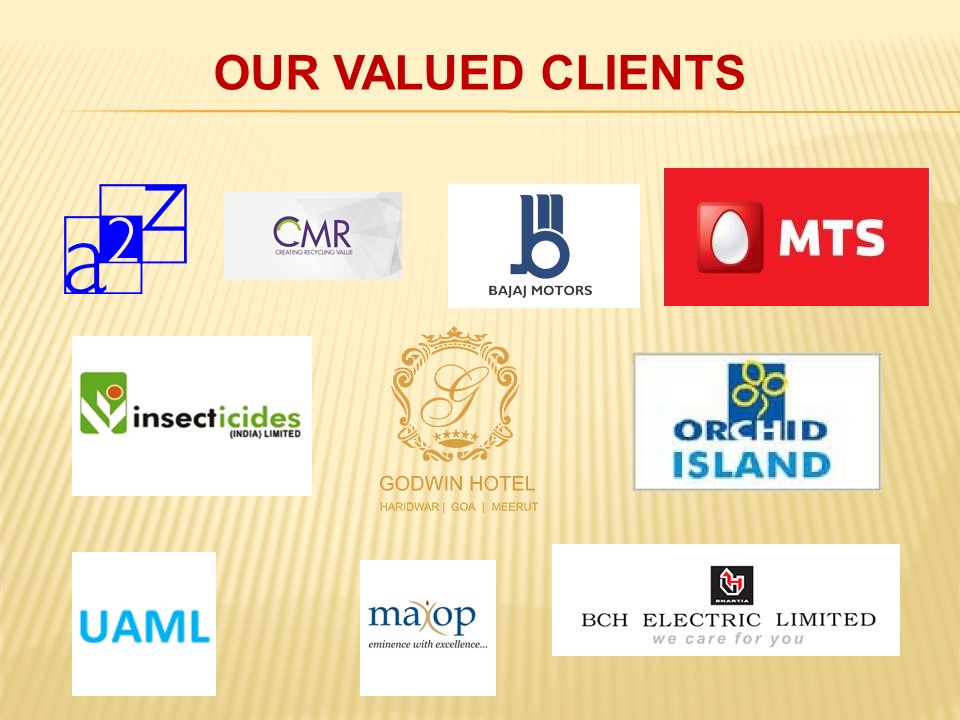 OUR VALUED CLIENTS
a2z
CMR
CREATING RECYCLING VALUE
BAJAJ MOTORS
MTS
insecticides
(INDIA) LIMITED
G
GODWIN HOTEL
HARIDWAR | GOA | MEERUT
ORCHID
ISLAND
UAML
maxop
eminence with excellence...
BHARTIA
BCH ELECTRIC LIMITED
we care for you